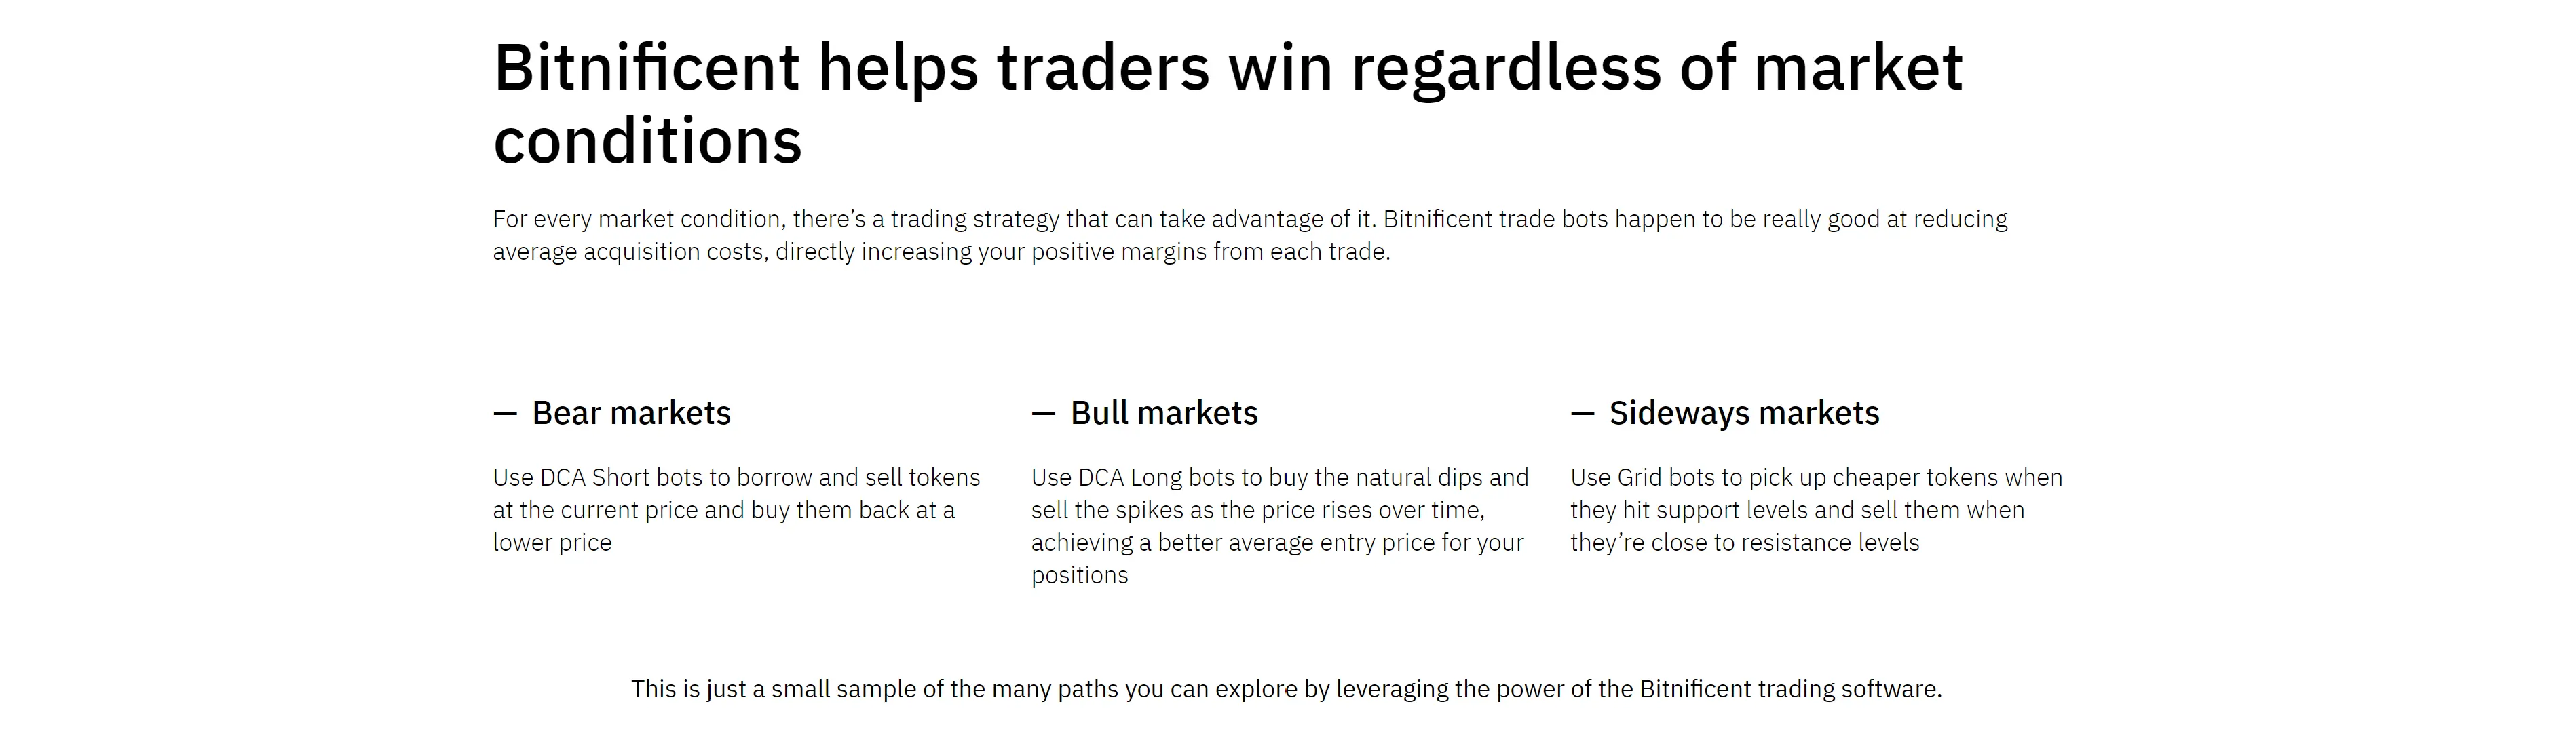 Bitnificent helps traders win regardless of market
conditions
For every market condition, there’s a trading strategy that can take advantage of it. Bitnificent trade bots happen to be really good at reducing
average acquisition costs, directly increasing your positive margins from each trade.
— Bear markets
Use DCA Short bots to borrow and sell tokens
at the current price and buy them back at a
lower price
— Bull markets
Use DCA Long bots to buy the natural dips and
sell the spikes as the price rises over time,
achieving a better average entry price for your
positions
— Sideways markets
Use Grid bots to pick up cheaper tokens when
they hit support levels and sell them when
they’re close to resistance levels
This is just a small sample of the many paths you can explore by leveraging the power of the Bitnificent trading software.